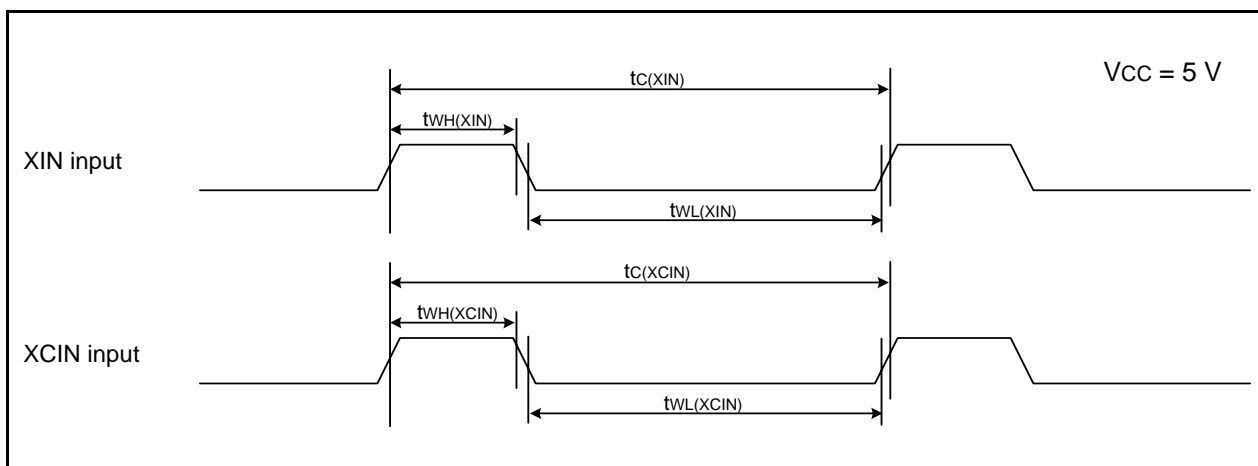 VCC = 5 V
tC(XIN)
tWH(XIN)
XIN input
tWL(XIN)
tC(XCIN)
tWH(XCIN)
XCIN input
tWL(XCIN)